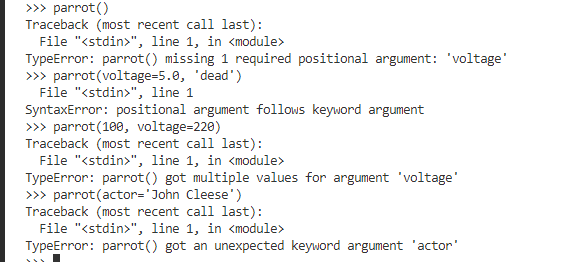 >>> parrot()
Traceback (most recent call last):
  File "<stdin>", line 1, in <module>
TypeError: parrot() missing 1 required positional argument: 'voltage'
>>> parrot(voltage=5.0, 'dead')
  File "<stdin>", line 1
SyntaxError: positional argument follows keyword argument
>>> parrot(100, voltage=220)
Traceback (most recent call last):
  File "<stdin>", line 1, in <module>
TypeError: parrot() got multiple values for argument 'voltage'
>>> parrot(actor='John Cleese')
Traceback (most recent call last):
  File "<stdin>", line 1, in <module>
TypeError: parrot() got an unexpected keyword argument 'actor'
>>>